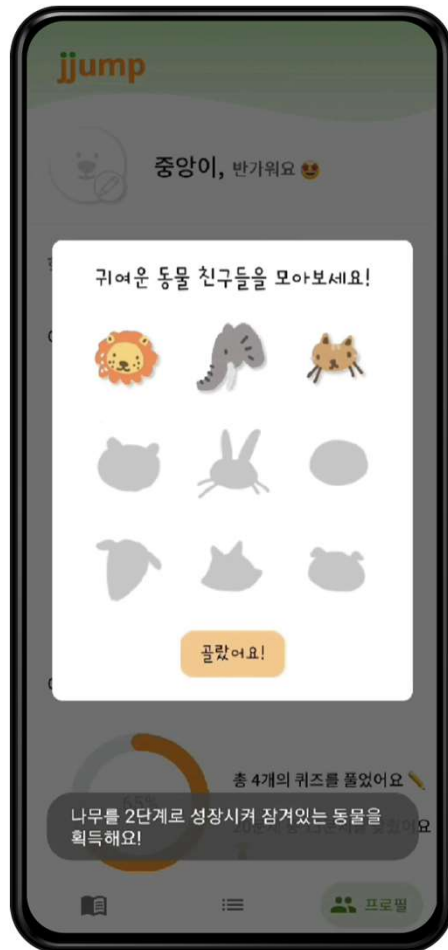 jjump
중앙이, 반가워요
귀여운 동물 친구들을 모아보세요!
골랐어요!
총 4개의 퀴즈를 풀었어요
나무를 2단계로 성장시켜 잠겨있는 동물을
획득해요!
프로필